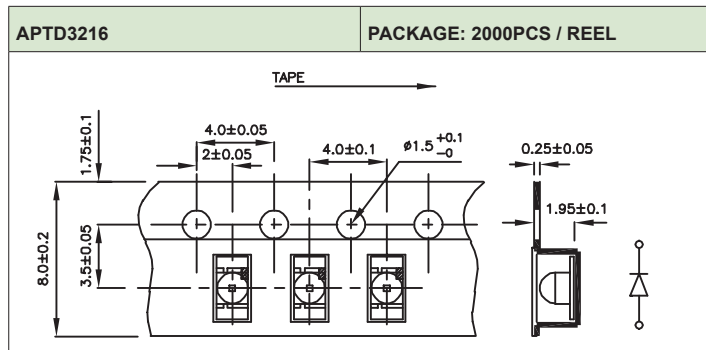 APTD3216
PACKAGE: 2000PCS / REEL
TAPE
1.75±0.1
4.0±0.05
2±0.05
4.0±0.1
ø1.5 +0.1 -0
0.25±0.05
1.95±0.1
8.0±0.2
3.5±0.05